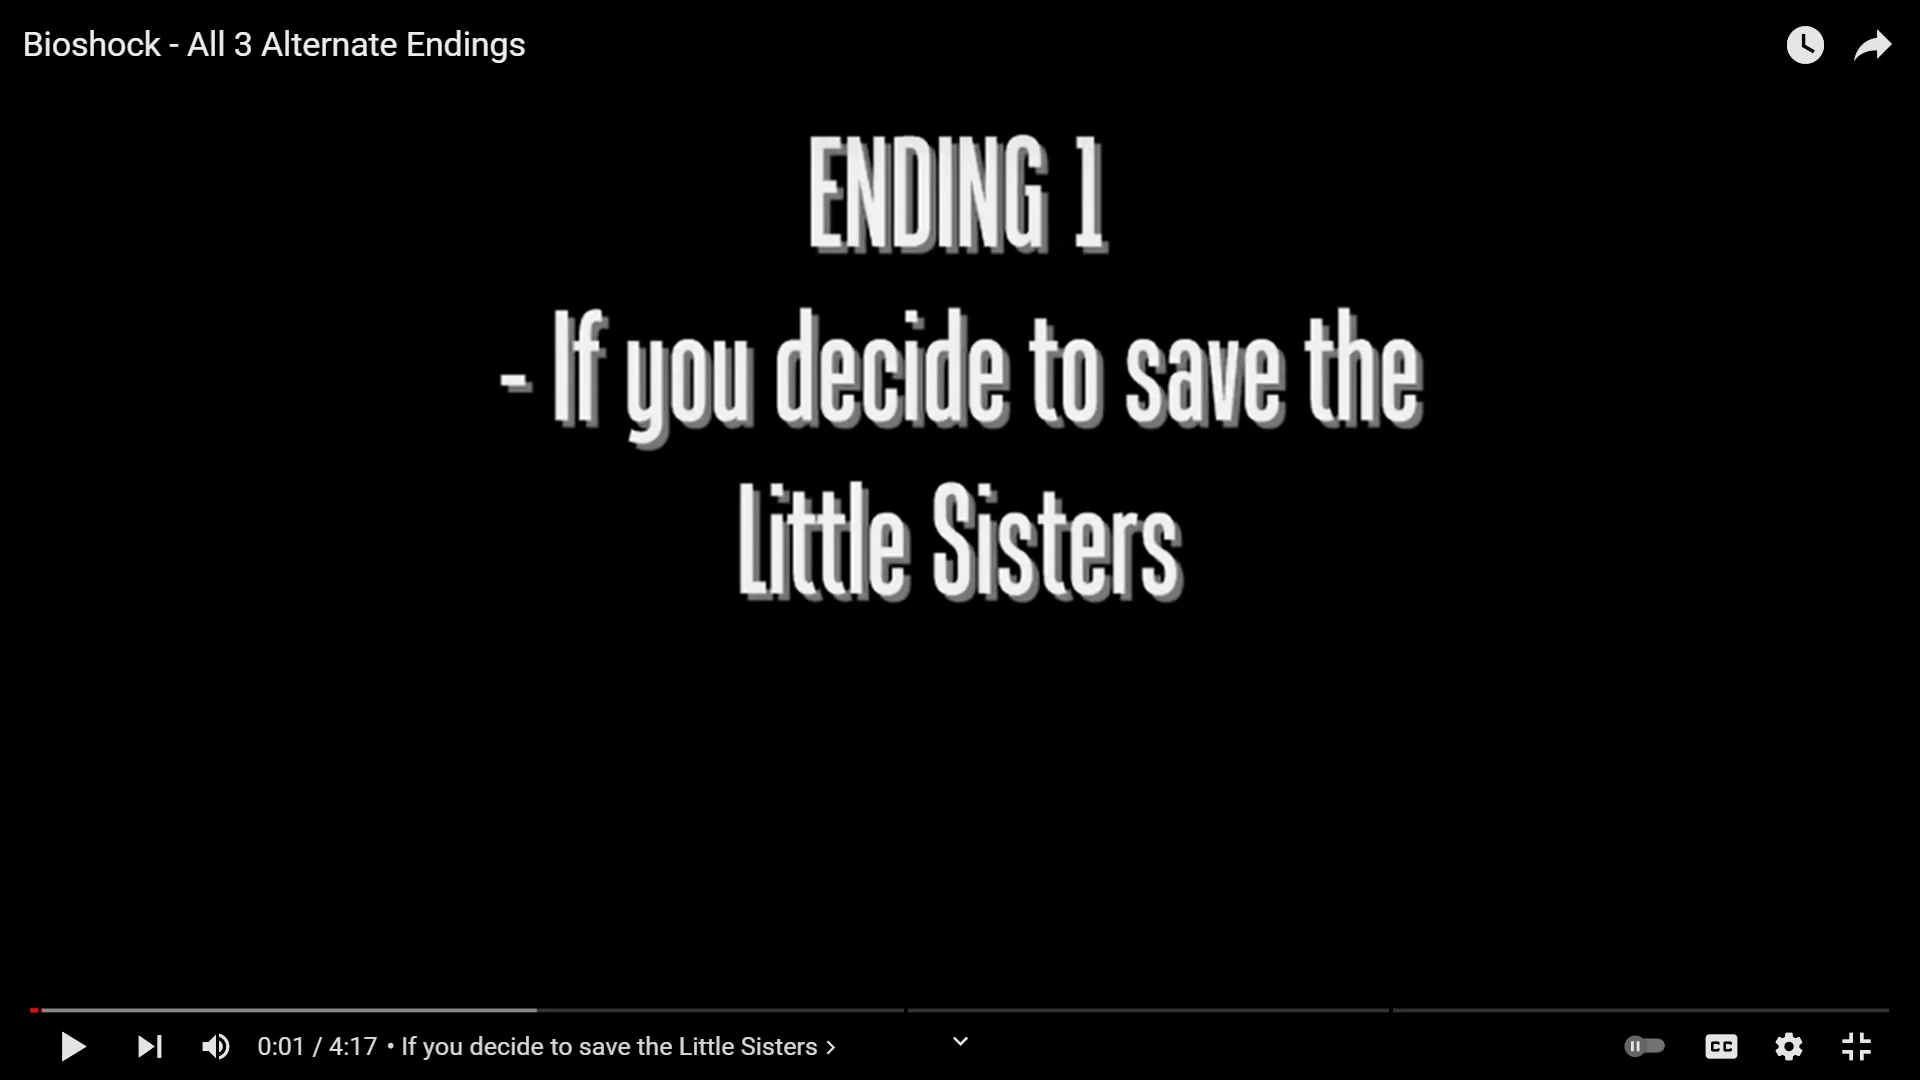 Bioshock - All 3 Alternate Endings
ENDING 1
- If you decide to save the
Little Sisters
0:01 / 4:17 • If you decide to save the Little Sisters
CC